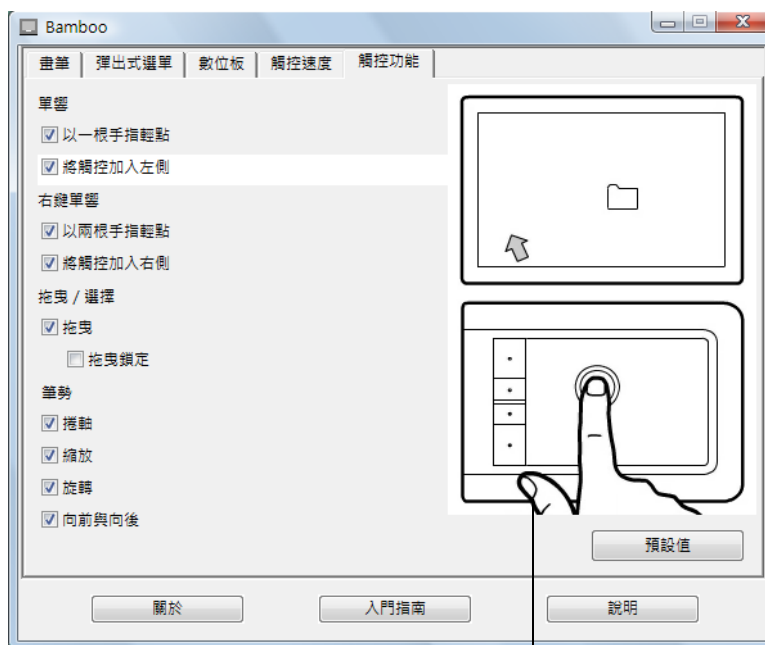 Bamboo
畫筆 彈出式選單 數位板 觸控速度 觸控功能
單響
以一根手指輕點
將觸控加入左側
右鍵單響
以兩根手指輕點
將觸控加入右側
拖曳 / 選擇
拖曳
拖曳鎖定
筆勢
捲軸
縮放
旋轉
向前與向後
預設值
關於 入門指南 說明